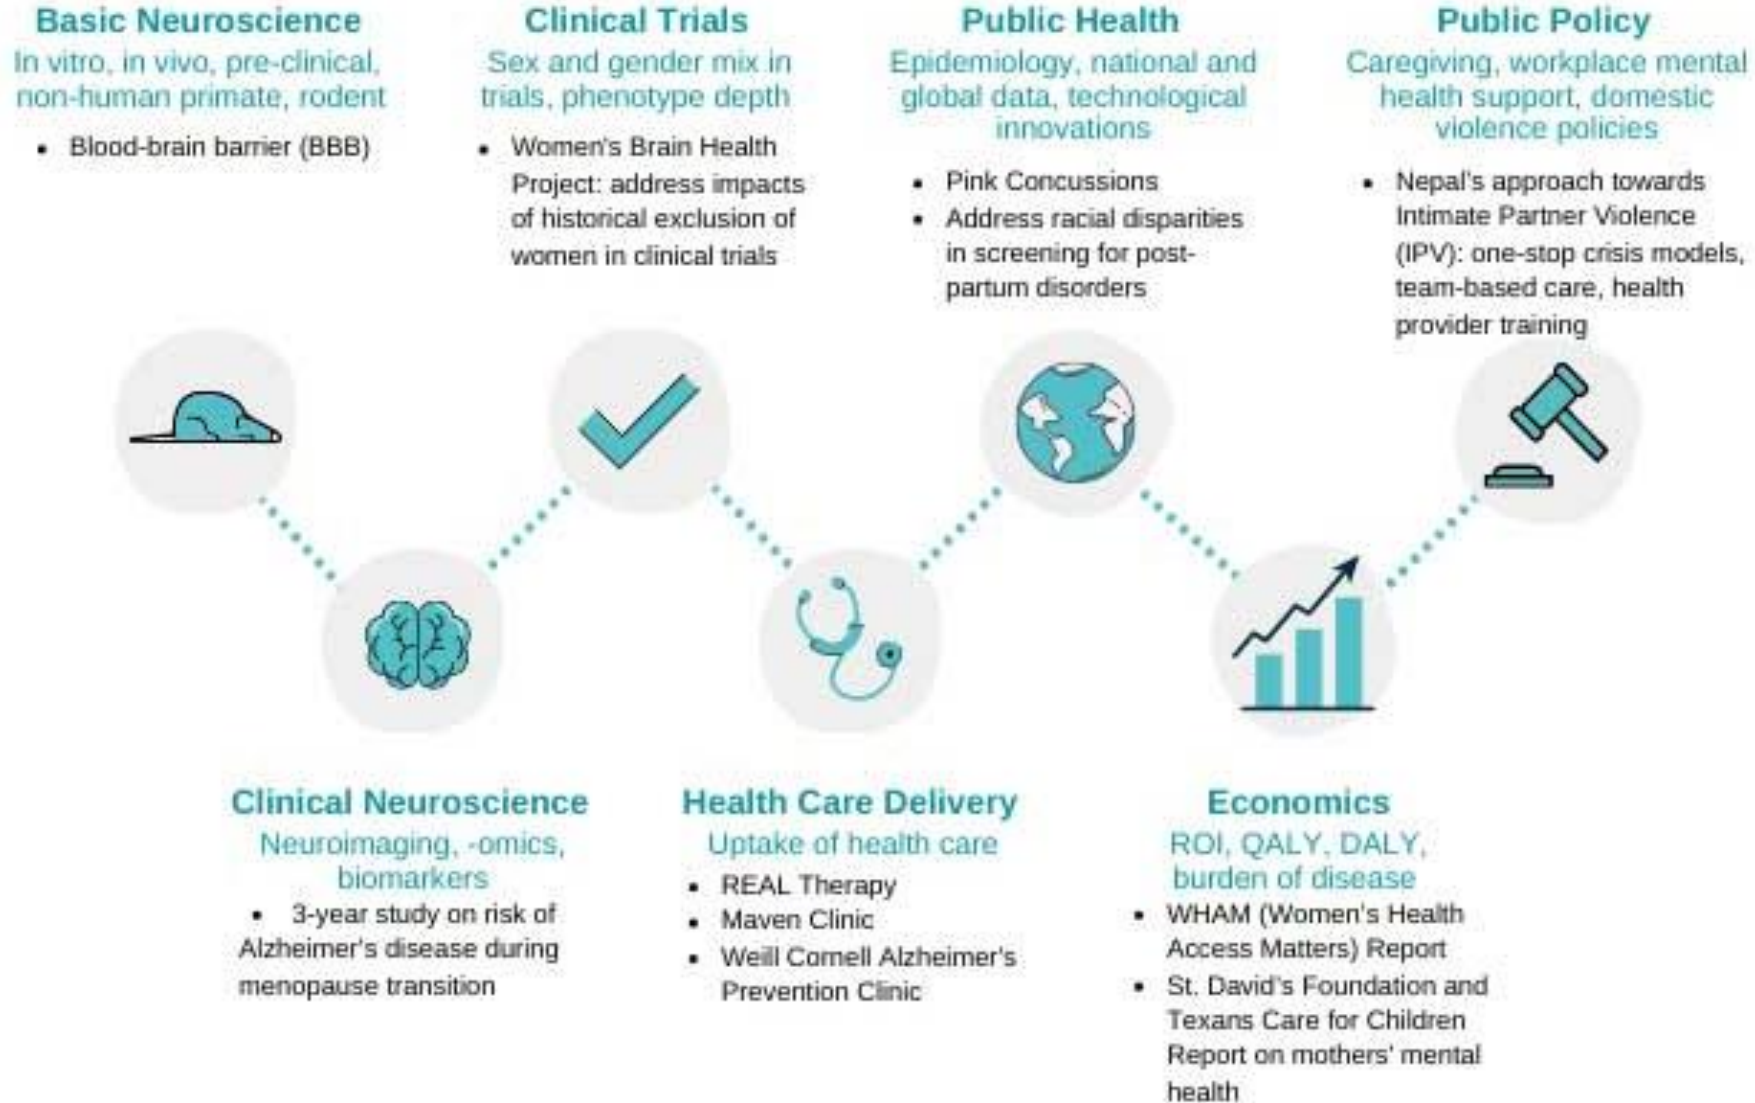 Basic Neuroscience
In vitro, in vivo, pre-clinical,
non-human primate, rodent
• Blood-brain barrier (BBB)
Clinical Trials
Sex and gender mix in
trials, phenotype depth
• Women's Brain Health
Project: address impacts
of historical exclusion of
women in clinical trials
Public Health
Epidemiology, national and
global data, technological
innovations
• Pink Concussions
• Address racial disparities
in screening for post-
partum disorders
Public Policy
Caregiving, workplace mental
health support, domestic
violence policies
• Nepal's approach towards
Intimate Partner Violence
(IPV): one-stop crisis models,
team-based care, health
provider training
Clinical Neuroscience
Neuroimaging, -omics,
biomarkers
• 3-year study on risk of
Alzheimer's disease during
menopause transition
Health Care Delivery
Uptake of health care
• REAL Therapy
• Maven Clinic
• Weill Cornell Alzheimer's
Prevention Clinic
Economics
ROI, QALY, DALY,
burden of disease
• WHAM (Women's Health
Access Matters) Report
• St. David's Foundation and
Texans Care for Children
Report on mothers' mental
health